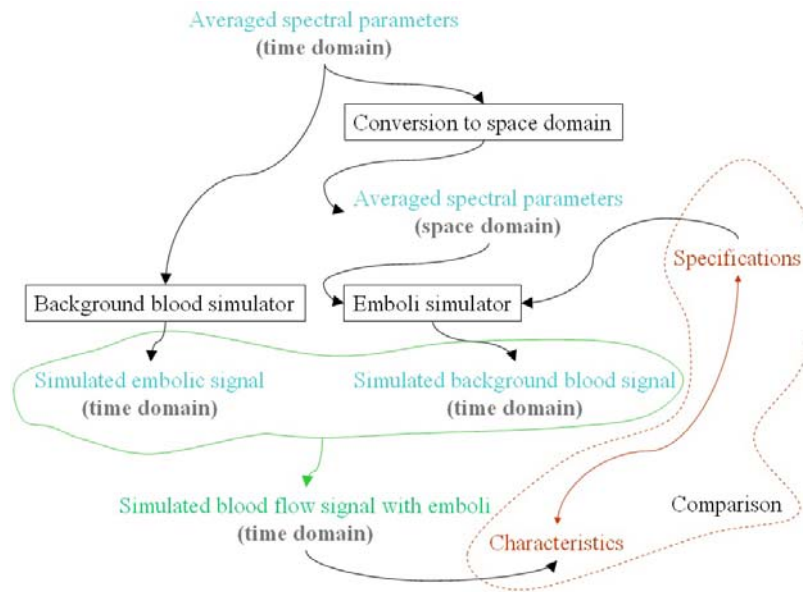 Averaged spectral parameters
(time domain)
Conversion to space domain
Averaged spectral parameters
(space domain)
Specifications
Background blood simulator
Emboli simulator
Simulated embolic signal
(time domain)
Simulated background blood signal
(time domain)
Simulated blood flow signal with emboli
(time domain)
Comparison
Characteristics